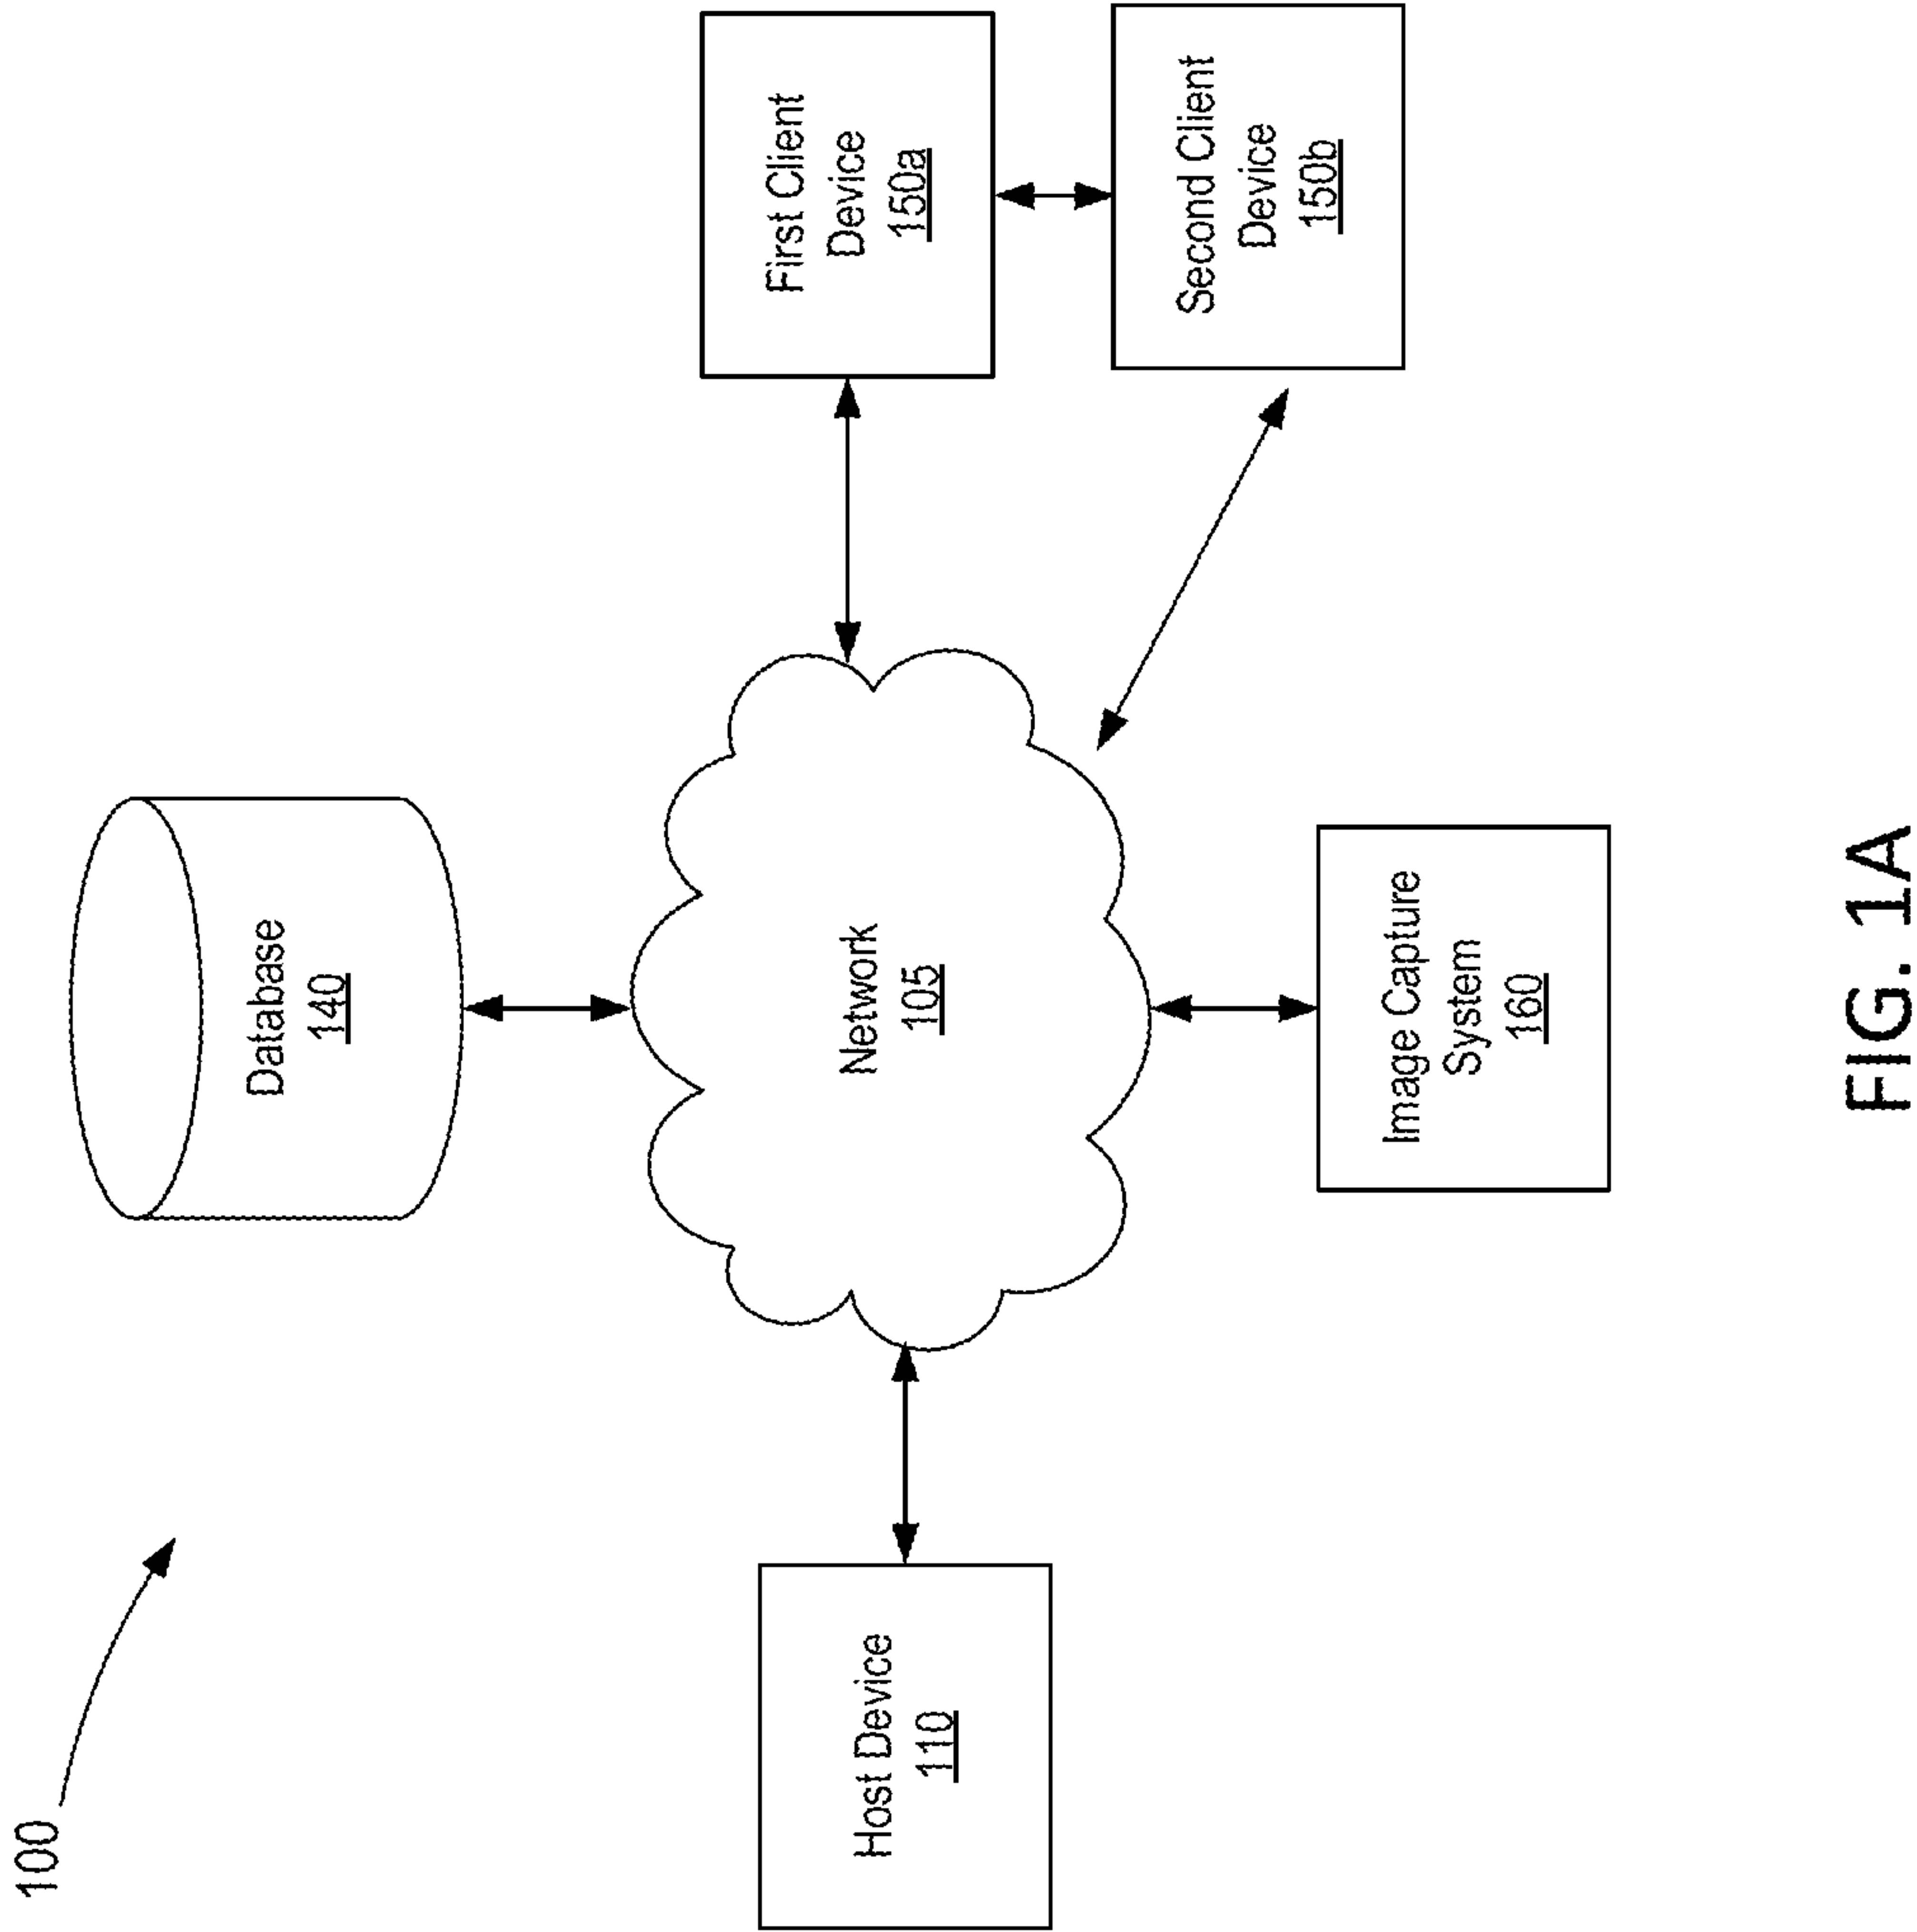 100
Database
140
Host Device
110
Network
105
First Client
Device
150a
Second Client
Device
150b
Image Capture
System
160
FIG. 1A